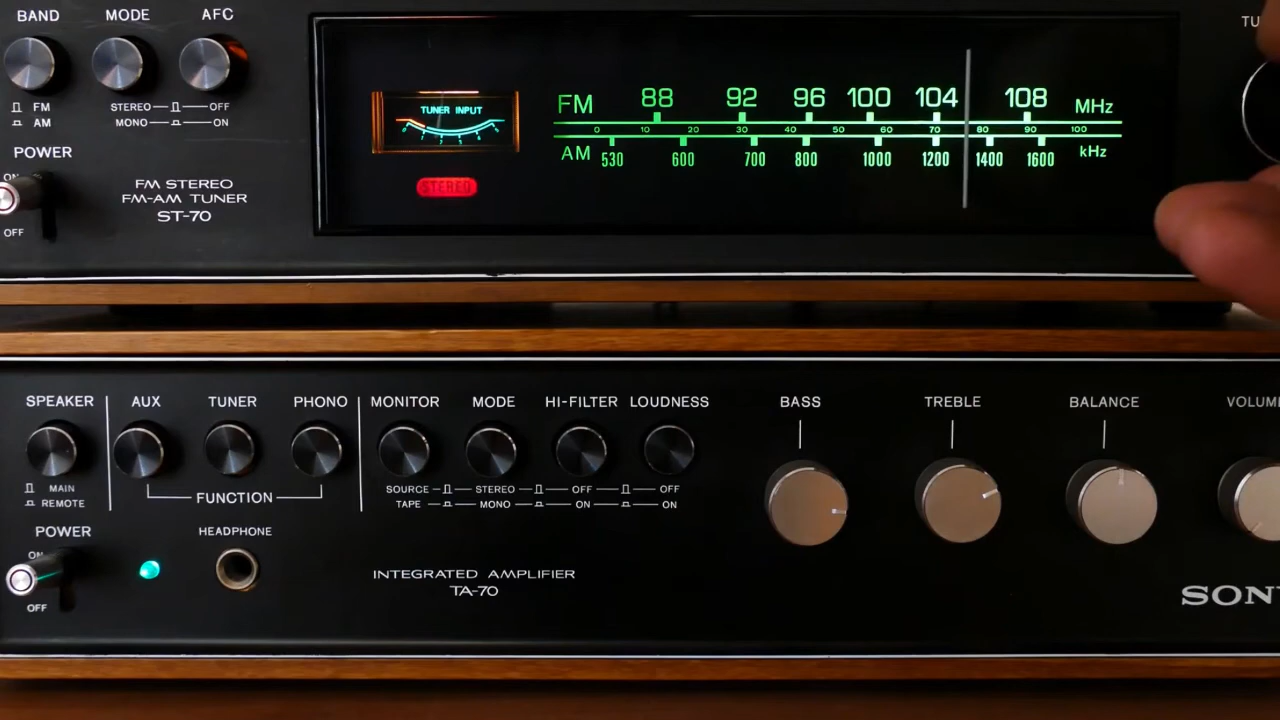 BAND MODE AFC TU
FM STEREO OFF
AM MONO ON
POWER
ON
OFF
FM STEREO
FM-AM TUNER
ST-70
TUNER INPUT
STEREO
FM 88 92 96 100 104 108 MHz
0 10 20 30 40 50 60 70 80 90 100
AM 530 600 700 800 1000 1200 1400 1600 kHz
SPEAKER AUX TUNER PHONO MONITOR MODE HI-FILTER LOUDNESS BASS TREBLE BALANCE VOLUM
MAIN SOURCE STEREO OFF OFF
REMOTE FUNCTION TAPE MONO ON ON
POWER HEADPHONE
ON
OFF
INTEGRATED AMPLIFIER
TA-70
SON